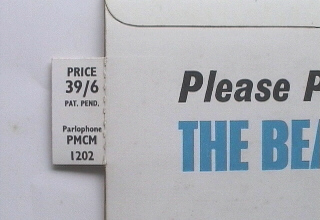 PRICE
39/6
PAT. PEND.
Parlophone
PMCM
1202
Please P
THE BEA